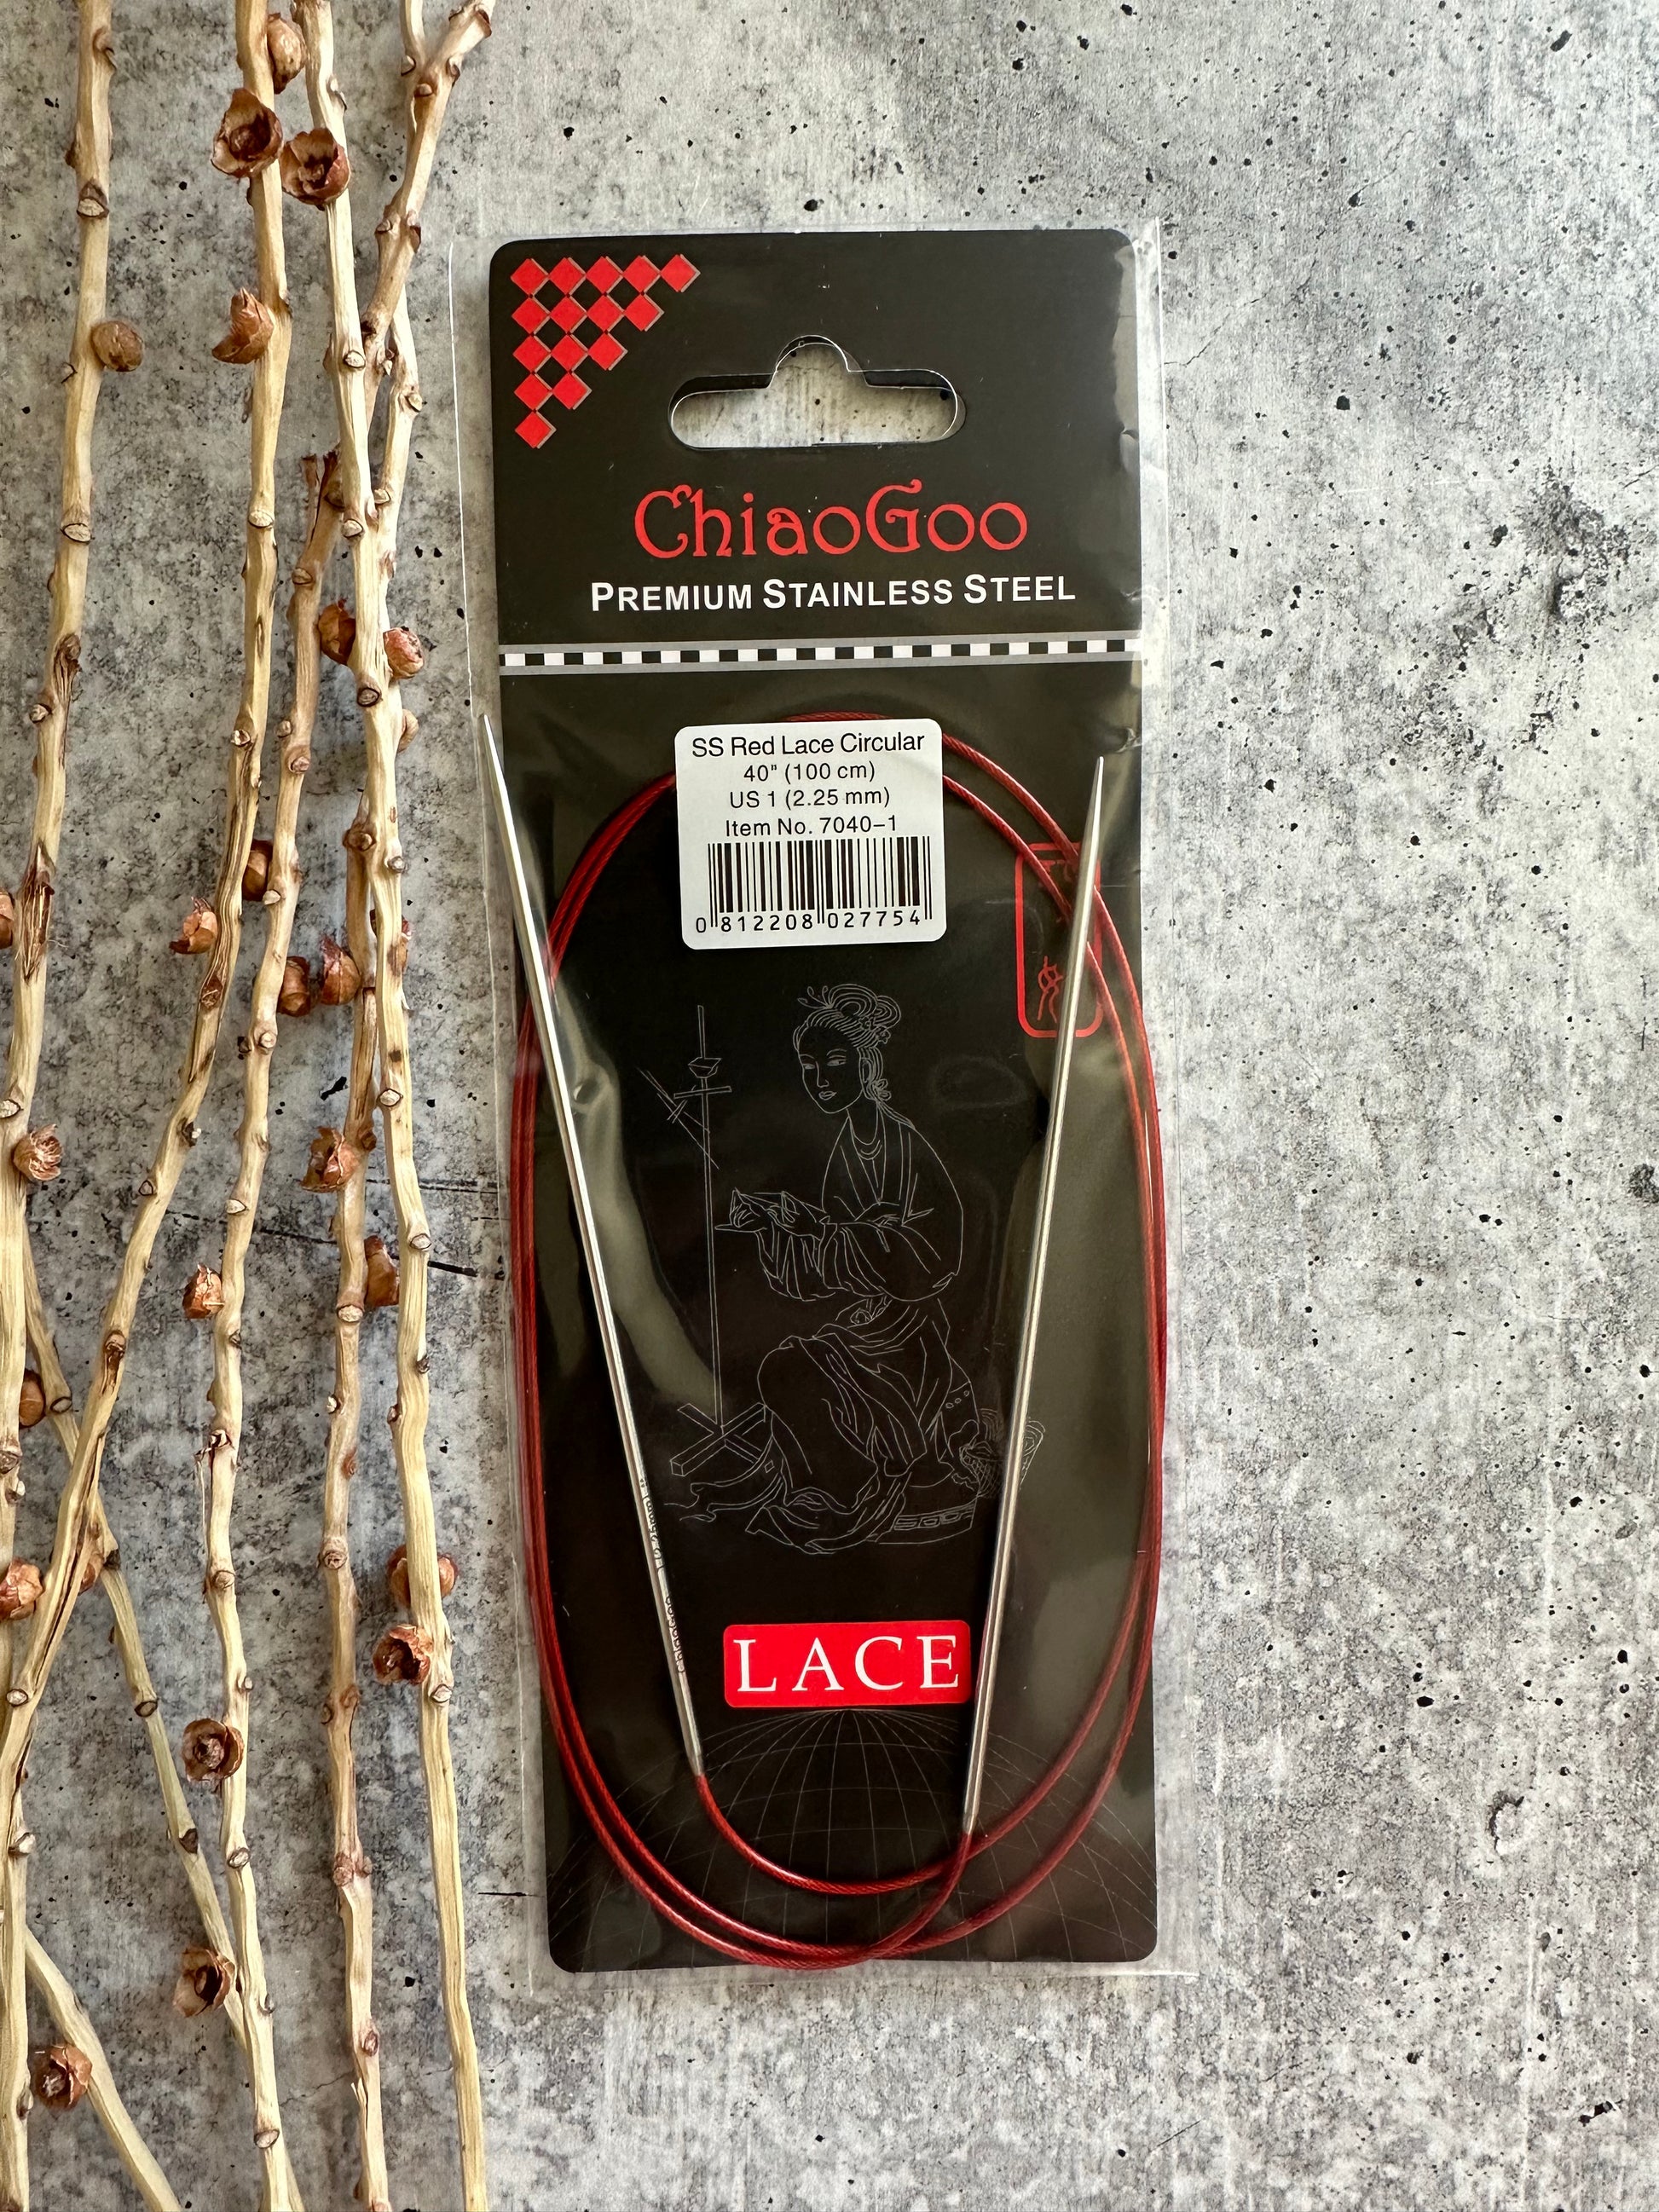 ChiaoGoo
PREMIUM STAINLESS STEEL
SS Red Lace Circular
40" (100 cm)
US 1 (2.25 mm)
Item No. 7040-1
0 812208 027754
LACE